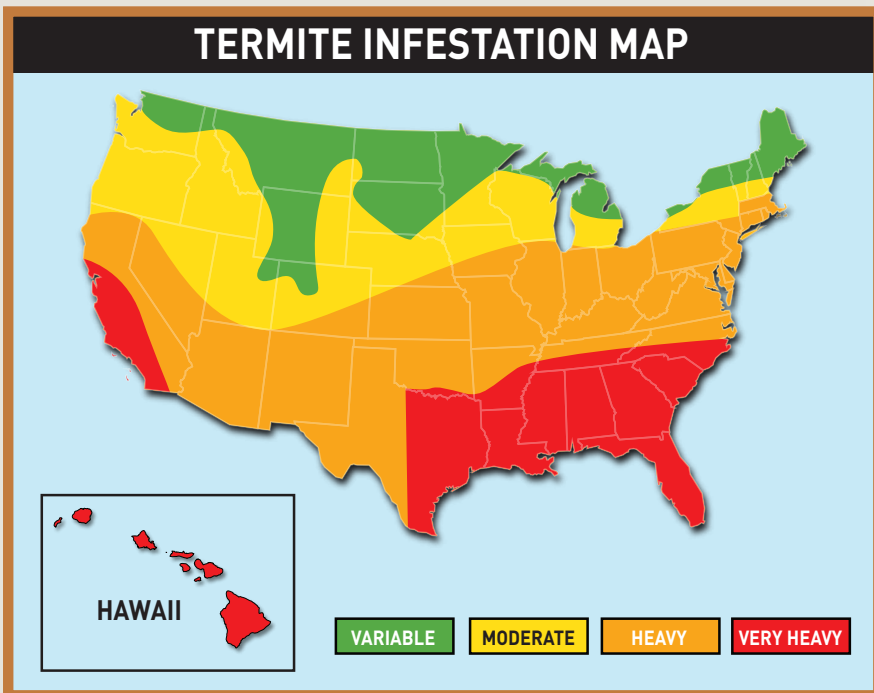 TERMITE INFESTATION MAP
HAWAII
VARIABLE
MODERATE
HEAVY
VERY HEAVY